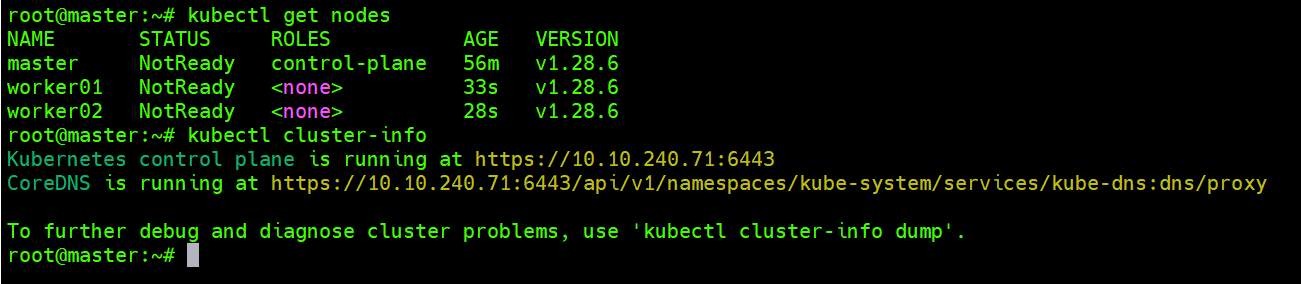 root@master:~# kubectl get nodes
NAME       STATUS     ROLES           AGE   VERSION
master     NotReady   control-plane   56m   v1.28.6
worker01   NotReady   <none>          33s   v1.28.6
worker02   NotReady   <none>          28s   v1.28.6
root@master:~# kubectl cluster-info
Kubernetes control plane is running at https://10.10.240.71:6443
CoreDNS is running at https://10.10.240.71:6443/api/v1/namespaces/kube-system/services/kube-dns:dns/proxy
To further debug and diagnose cluster problems, use 'kubectl cluster-info dump'.
root@master:~#